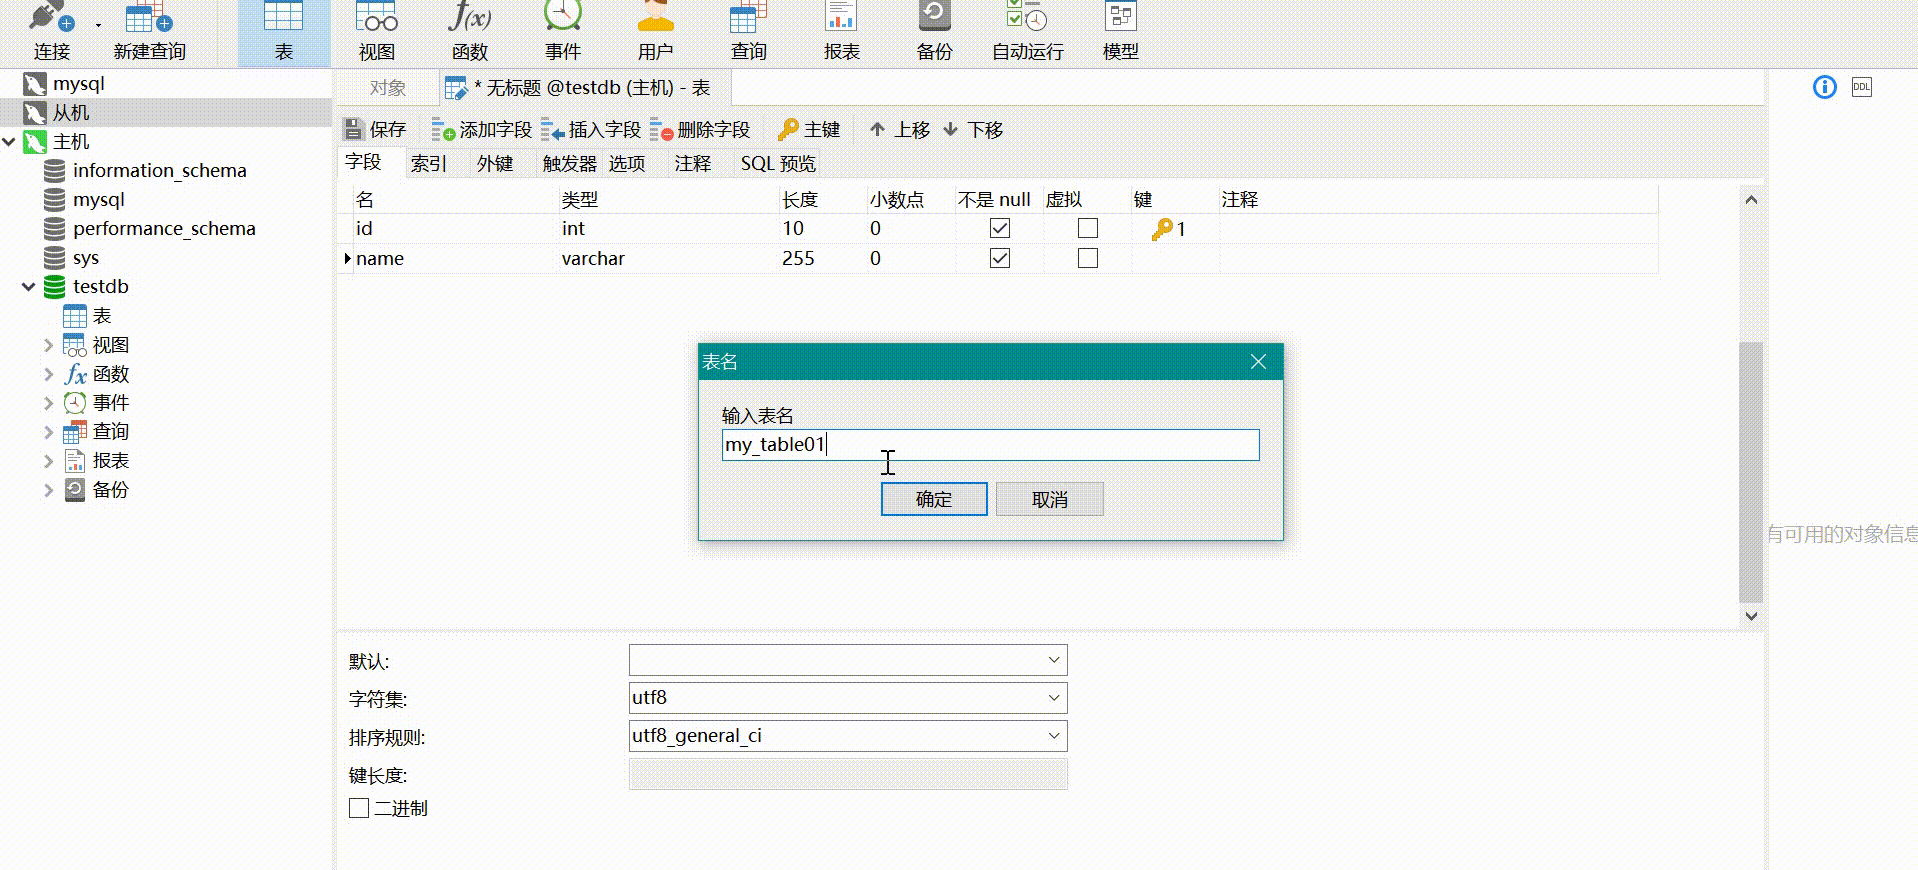 连接 新建查询 表 视图 函数 事件 用户 查询 报表 备份 自动运行 模型
mysql
从机
主机
information_schema
mysql
performance_schema
sys
testdb
表
视图
函数
事件
查询
报表
备份
对象 * 无标题 @testdb (主机) - 表
保存 添加字段 插入字段 删除字段 主键 上移 下移
字段 索引 外键 触发器 选项 注释 SQL 预览
名 类型 长度 小数点 不是 null 虚拟 键 注释
id int 10 0 1
name varchar 255 0
表名
输入表名
my_table01
确定 取消
默认:
字符集: utf8
排序规则: utf8_general_ci
键长度:
二进制
DDL
有可用的对象信息